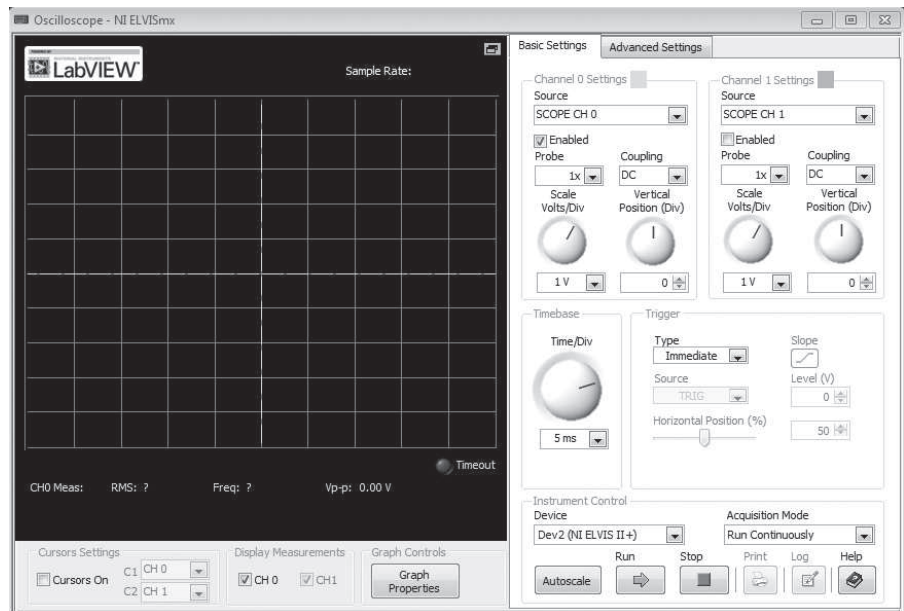 Oscilloscope - NI ELVISmx
LabVIEW
Sample Rate:
Timeout
CH0 Meas: RMS: ? Freq: ? Vp-p: 0.00 V
Cursors Settings
Cursors On
C1 CH 0
C2 CH 1
Display Measurements
CH 0
CH1
Graph Controls
Graph
Properties
Basic Settings
Advanced Settings
Channel 0 Settings
Source
SCOPE CH 0
Enabled
Probe Coupling
1x DC
Scale Vertical
Volts/Div Position (Div)
1 V 0
Channel 1 Settings
Source
SCOPE CH 1
Enabled
Probe Coupling
1x DC
Scale Vertical
Volts/Div Position (Div)
1 V 0
Timebase
Time/Div
5 ms
Trigger
Type
Immediate
Slope
Source
TRIG
Level (V)
0
Horizontal Position (%)
50
Instrument Control
Device
Dev2 (NI ELVIS II+)
Acquisition Mode
Run Continuously
Run Stop Print Log Help
Autoscale